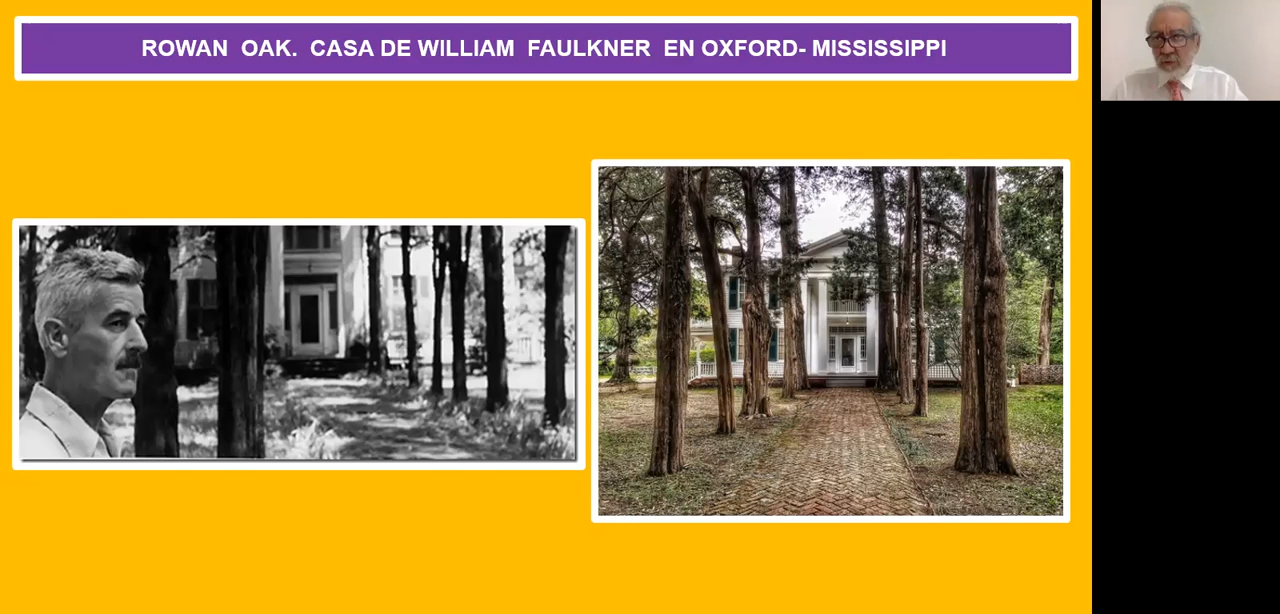 ROWAN OAK. CASA DE WILLIAM FAULKNER EN OXFORD- MISSISSIPPI